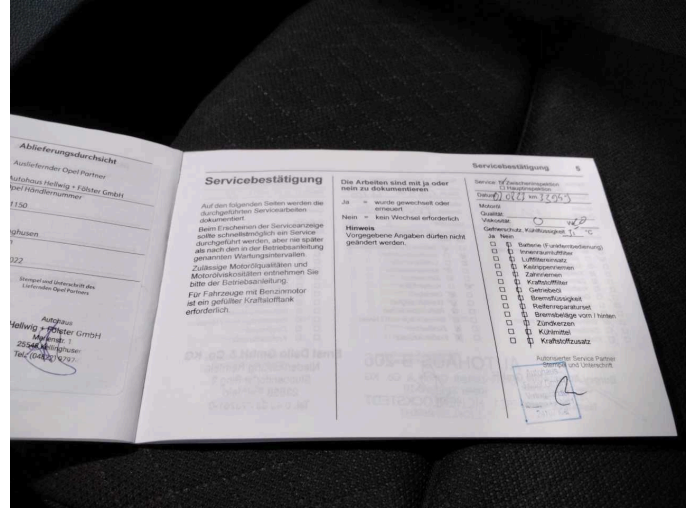 Ablieferungsdurchsicht
Ausliefernder Opel Partner
Autohaus Hellwig + Fölster GmbH
Opel Händlernummer
1150
Stempel und Unterschrift des
Liefernden Opel Partners
Autohaus
Hellwig + Fölster GmbH
Servicebestätigung
Auf den folgenden Seiten werden die
durchgeführten Servicearbeiten
dokumentiert.
Beim Erscheinen der Serviceanzeige
sollte schnellstmöglich ein Service
durchgeführt werden, aber nie später
als nach den in der Betriebsanleitung
genannten Wartungsintervallen.
Zulässige Motorölqualitäten und
Motorölviskositäten entnehmen Sie
bitte der Betriebsanleitung.
Für Fahrzeuge mit Benzinmotor
ist ein gefüllter Kraftstofftank
erforderlich.
Die Arbeiten sind mit ja oder
nein zu dokumentieren
Ja = wurde gewechselt oder
erneuert
Nein = kein Wechsel erforderlich
Hinweis
Vorgegebene Angaben dürfen nicht
geändert werden.
Servicebestätigung 5
Service: Zwischeninspektion
Hauptinspektion
Datum km
Motoröl
Qualität
Viskosität
Gefrierschutz, Kühlflüssigkeit °C
Ja Nein
Batterie (Funkfernbedienung)
Innenraumluftfilter
Luftfiltereinsatz
Keilrippenriemen
Zahnriemen
Kraftstofffilter
Getriebeöl
Bremsflüssigkeit
Reifenreparaturset
Bremsbeläge vorn / hinten
Zündkerzen
Kühlmittel
Kraftstoffzusatz
Autorisierter Service Partner
Stempel und Unterschrift